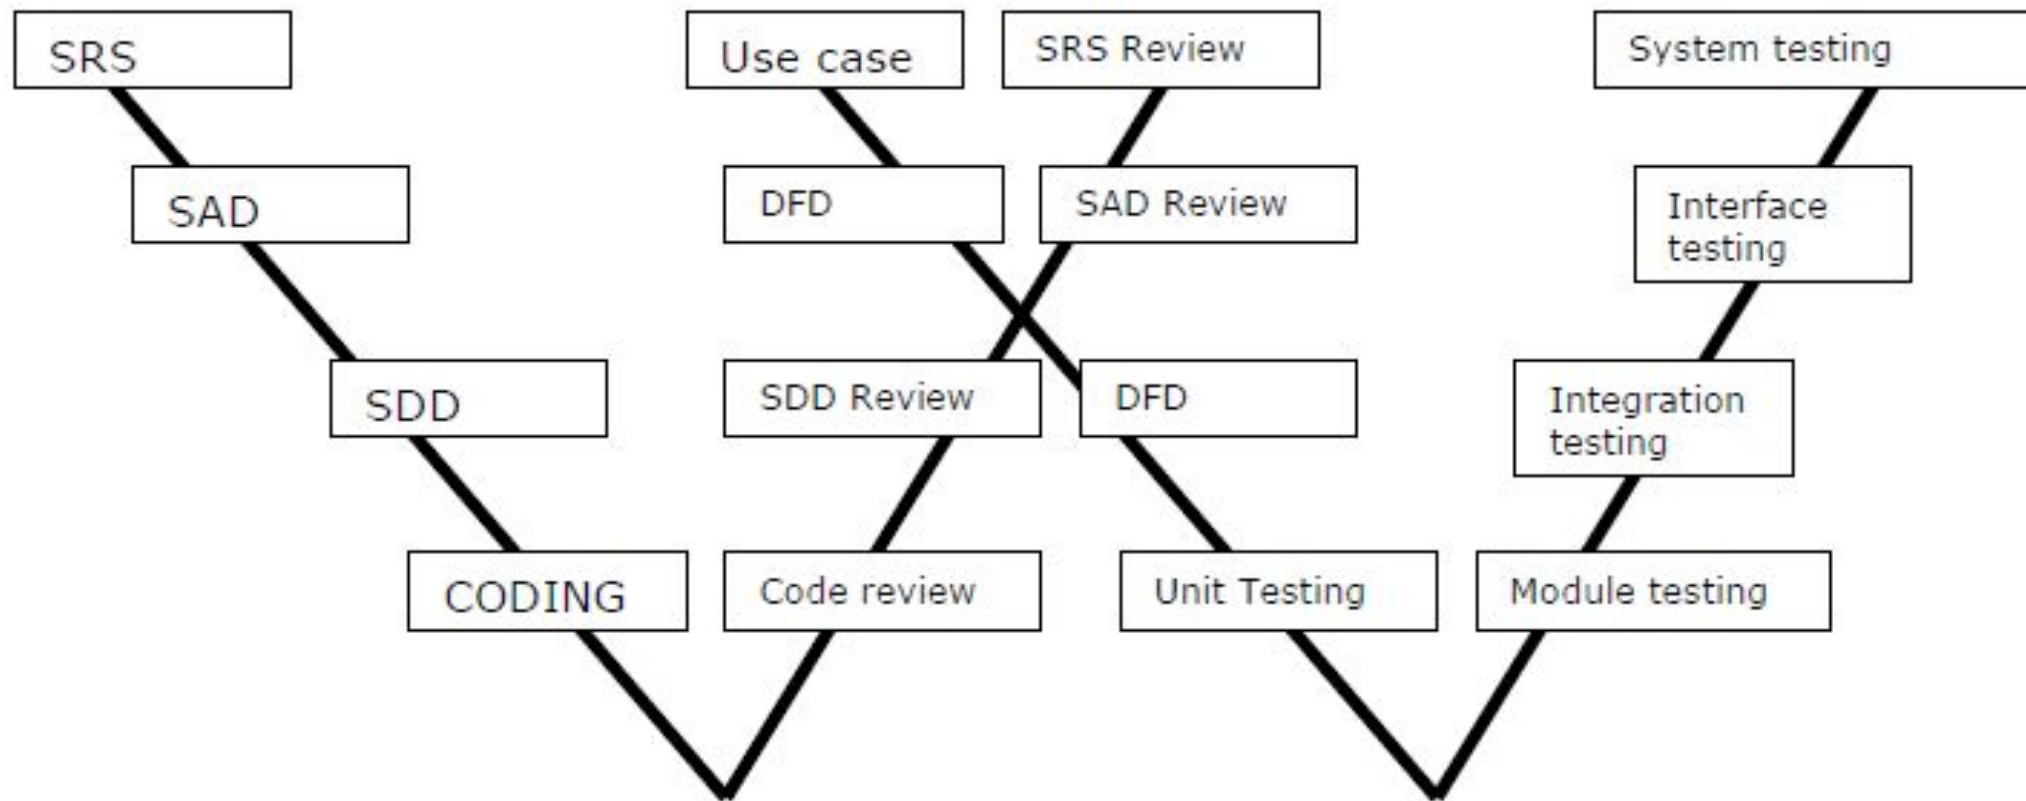 SRS
Use case
SRS Review
System testing
SAD
DFD
SAD Review
Interface
testing
SDD
SDD Review
DFD
Integration
testing
CODING
Code review
Unit Testing
Module testing